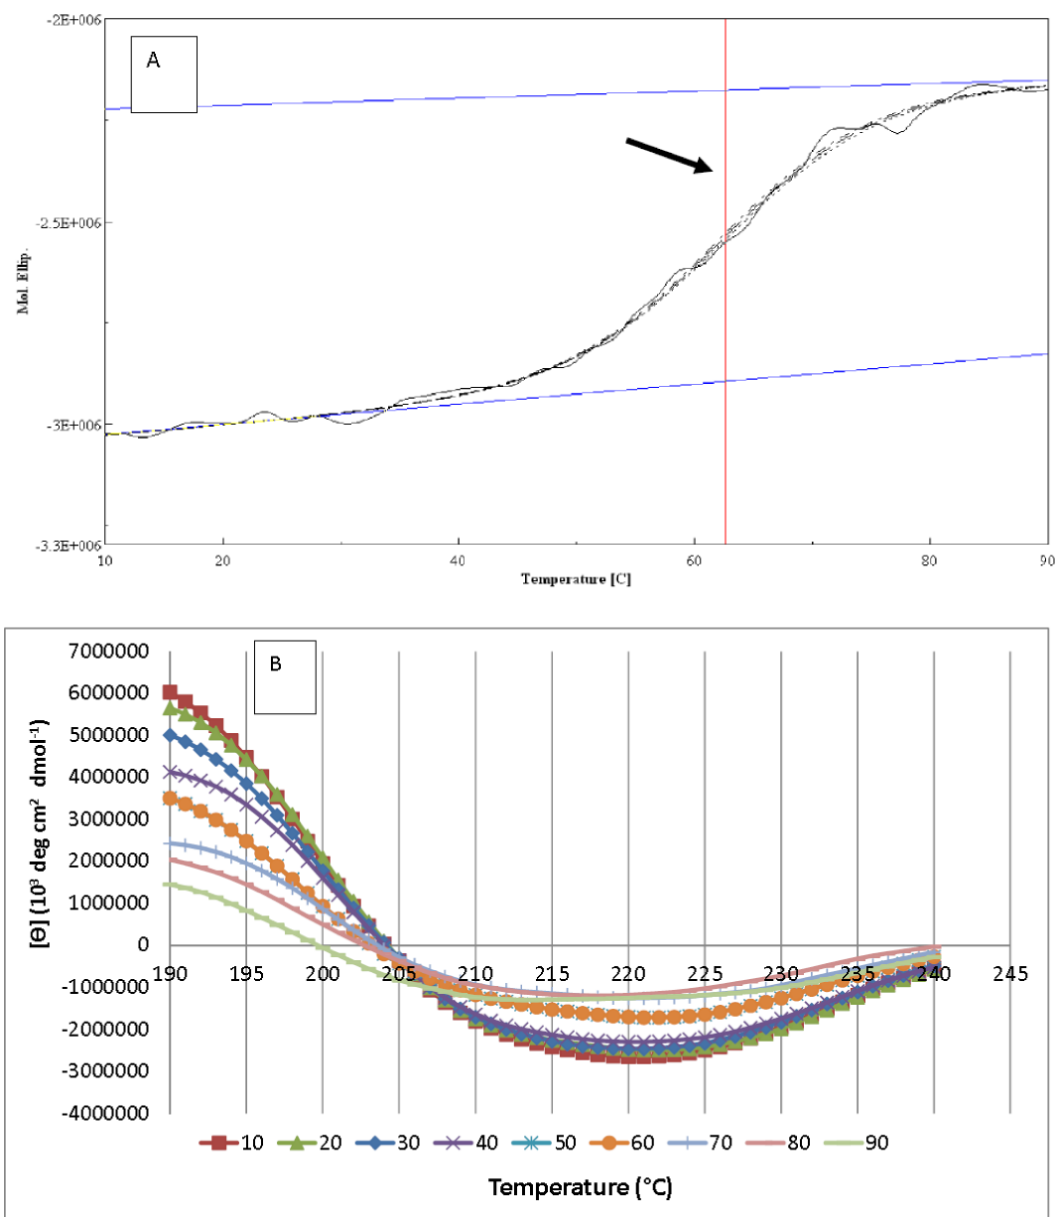 A
-2E+006
-2.5E+006
-3E+006
-3.3E+006
Mol. Ellip.
10 20 40 60 80 90
Temperature [C]
B
7000000
6000000
5000000
4000000
3000000
2000000
1000000
0
-1000000
-2000000
-3000000
-4000000
[Θ] (10³ deg cm² dmol⁻¹)
190 195 200 205 210 215 220 225 230 235 240 245
10 20 30 40 50 60 70 80 90
Temperature (°C)